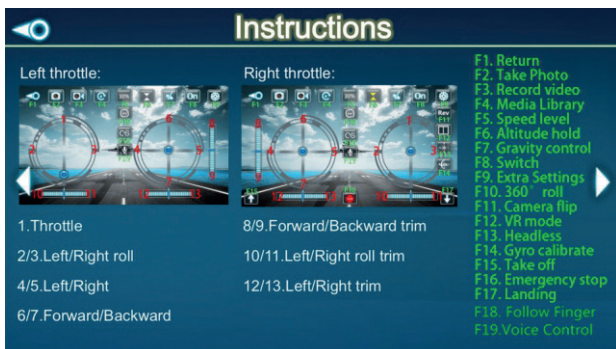 Instructions
Left throttle:
Right throttle:
1.Throttle
2/3.Left/Right roll
4/5.Left/Right
6/7.Forward/Backward
8/9.Forward/Backward trim
10/11.Left/Right roll trim
12/13.Left/Right trim
F1. Return
F2. Take Photo
F3. Record video
F4. Media Library
F5. Speed level
F6. Altitude hold
F7. Gravity control
F8. Switch
F9. Extra Settings
F10. 360° roll
F11. Camera flip
F12. VR mode
F13. Headless
F14. Gyro calibrate
F15. Take off
F16. Emergency stop
F17. Landing
F18. Follow Finger
F19.Voice Control